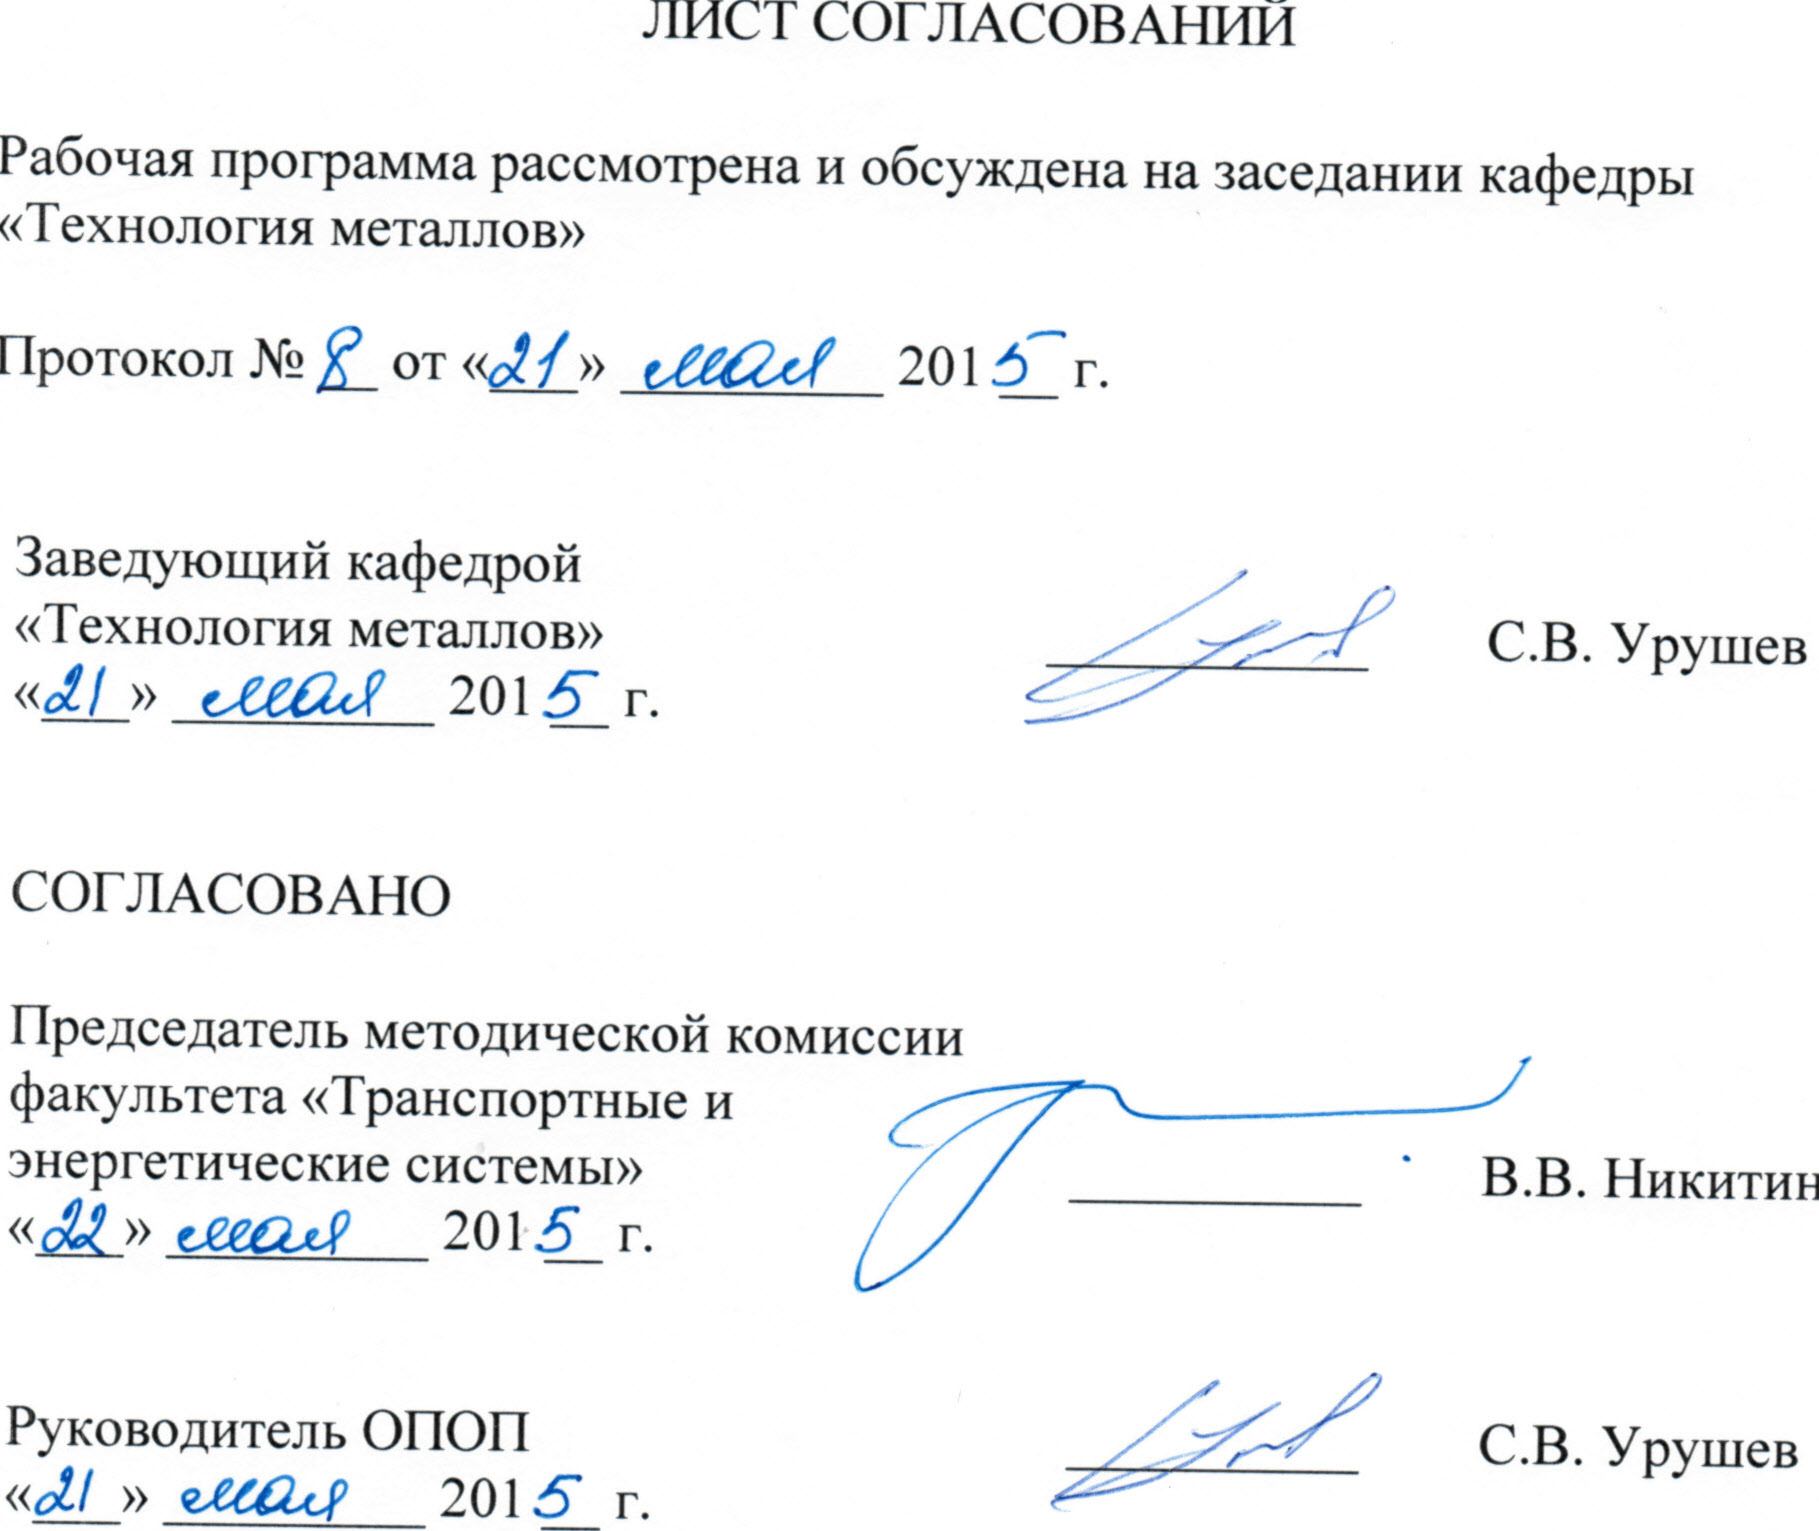 ЛИСТ СОГЛАСОВАНИЙ
Рабочая программа рассмотрена и обсуждена на заседании кафедры
«Технология металлов»
Протокол № 8 от «21» мая 2015 г.
Заведующий кафедрой
«Технология металлов» С.В. Урушев
«21» мая 2015 г.
СОГЛАСОВАНО
Председатель методической комиссии
факультета «Транспортные и
энергетические системы» В.В. Никитин
«22» мая 2015 г.
Руководитель ОПОП С.В. Урушев
«21» мая 2015 г.